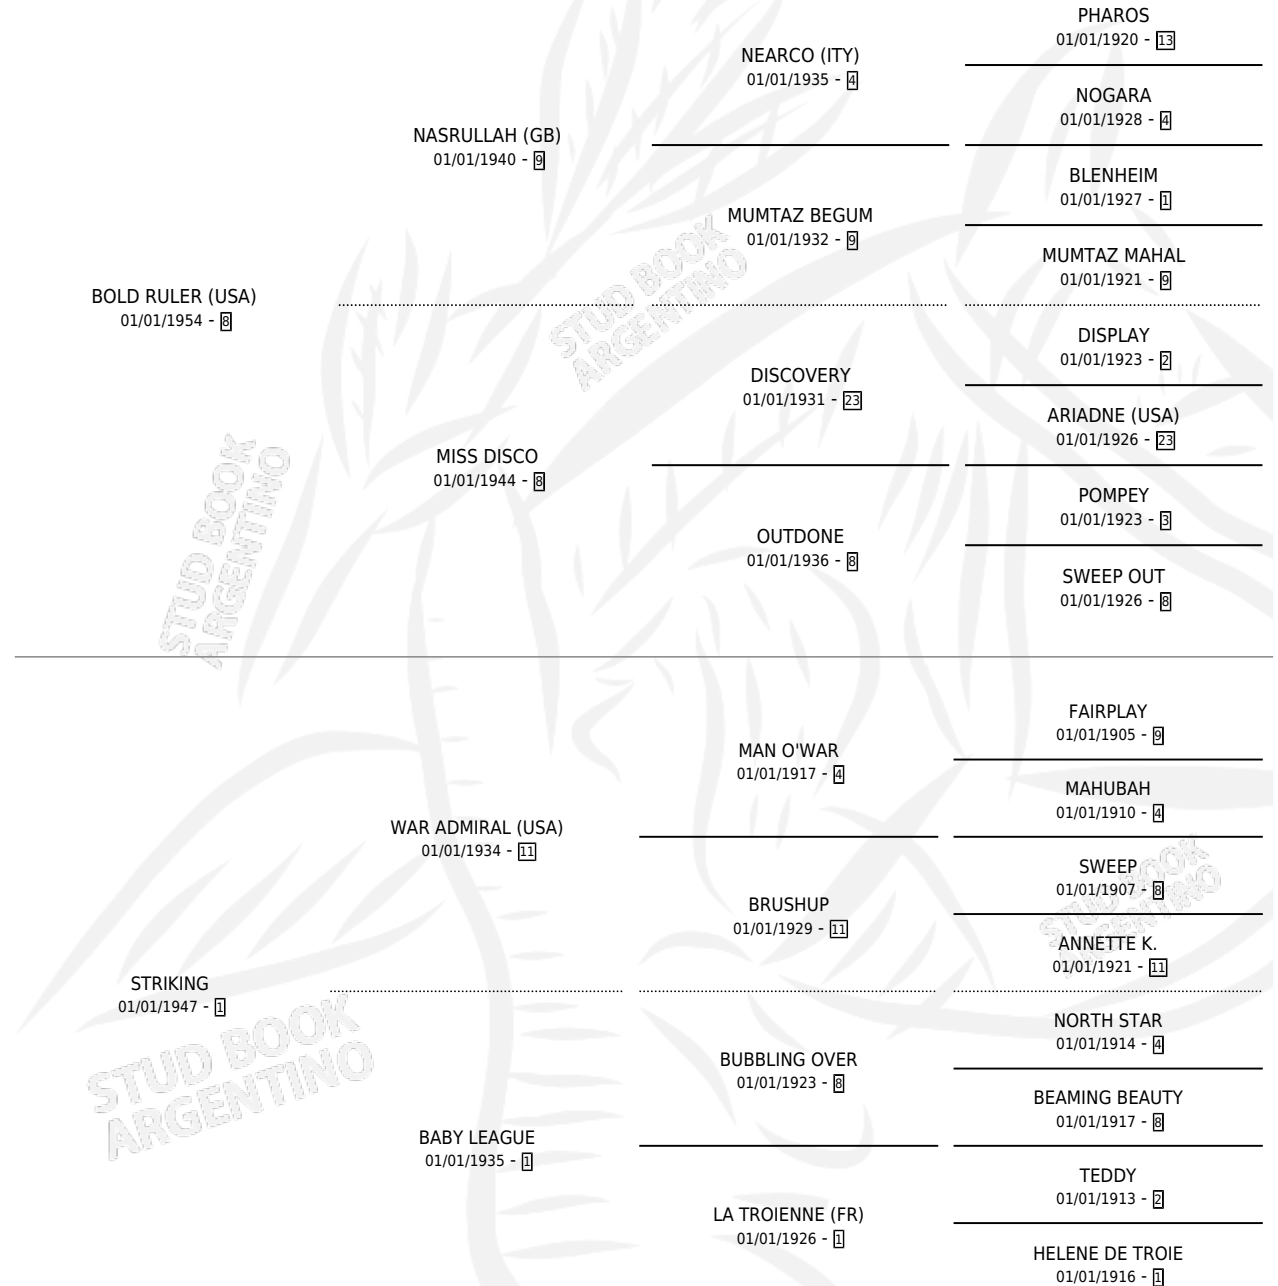 PHAROS
01/01/1920 - 13
NEARCO (ITY)
01/01/1935 - 4
NOGARA
01/01/1928 - 4
NASRULLAH (GB)
01/01/1940 - 9
BLENHEIM
01/01/1927 - 1
MUMTAZ BEGUM
01/01/1932 - 9
MUMTAZ MAHAL
01/01/1921 - 9
BOLD RULER (USA)
01/01/1954 - 8
STUD BOOK
ARGENTINO
DISPLAY
01/01/1923 - 2
DISCOVERY
01/01/1931 - 23
ARIADNE (USA)
01/01/1926 - 23
MISS DISCO
01/01/1944 - 8
POMPEY
01/01/1923 - 3
OUTDONE
01/01/1936 - 8
SWEEP OUT
01/01/1926 - 8
STUD BOOK
ARGENTINO
FAIRPLAY
01/01/1905 - 9
MAN O'WAR
01/01/1917 - 4
MAHUBAH
01/01/1910 - 4
WAR ADMIRAL (USA)
01/01/1934 - 11
SWEEP
01/01/1907 - 8
BRUSHUP
01/01/1929 - 11
ANNETTE K.
01/01/1921 - 11
STUD BOOK
ARGENTINO
STRIKING
01/01/1947 - 1
NORTH STAR
01/01/1914 - 4
BUBBLING OVER
01/01/1923 - 8
BEAMING BEAUTY
01/01/1917 - 8
STUD BOOK
ARGENTINO
BABY LEAGUE
01/01/1935 - 1
TEDDY
01/01/1913 - 2
LA TROIENNE (FR)
01/01/1926 - 1
HELENE DE TROIE
01/01/1916 - 1